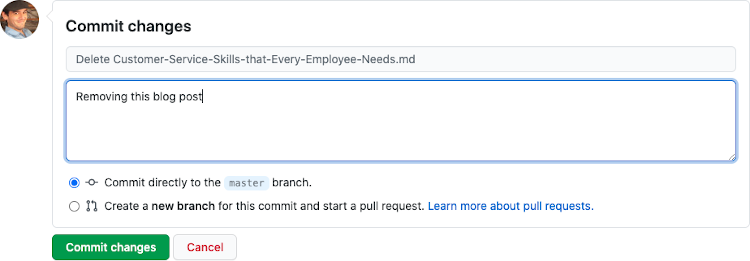 Commit changes
Delete Customer-Service-Skills-that-Every-Employee-Needs.md
Removing this blog post
Commit directly to the master branch.
Create a new branch for this commit and start a pull request. Learn more about pull requests.
Commit changes Cancel